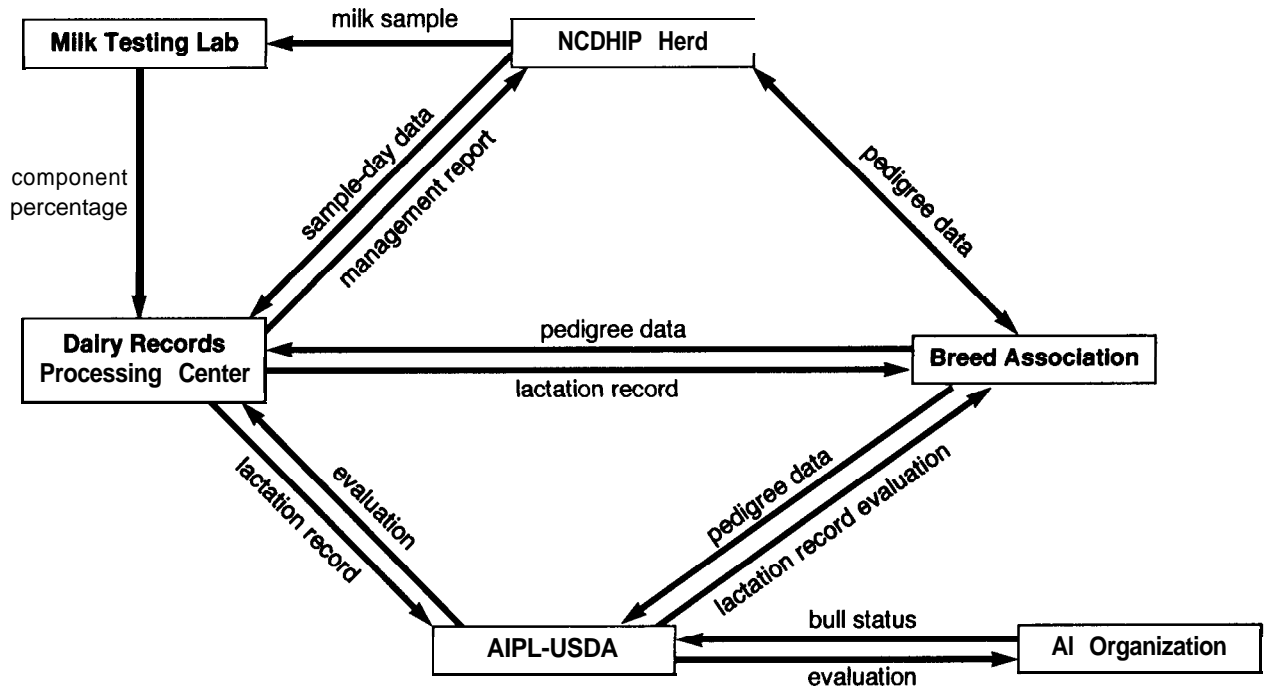 milk sample
Milk Testing Lab
NCDHIP Herd
sample-day data
management report
pedigree data
component
percentage
Dairy Records
Processing Center
pedigree data
lactation record
Breed Association
lactation record
evaluation
pedigree data
lactation record evaluation
AIPL-USDA
bull status
evaluation
AI Organization